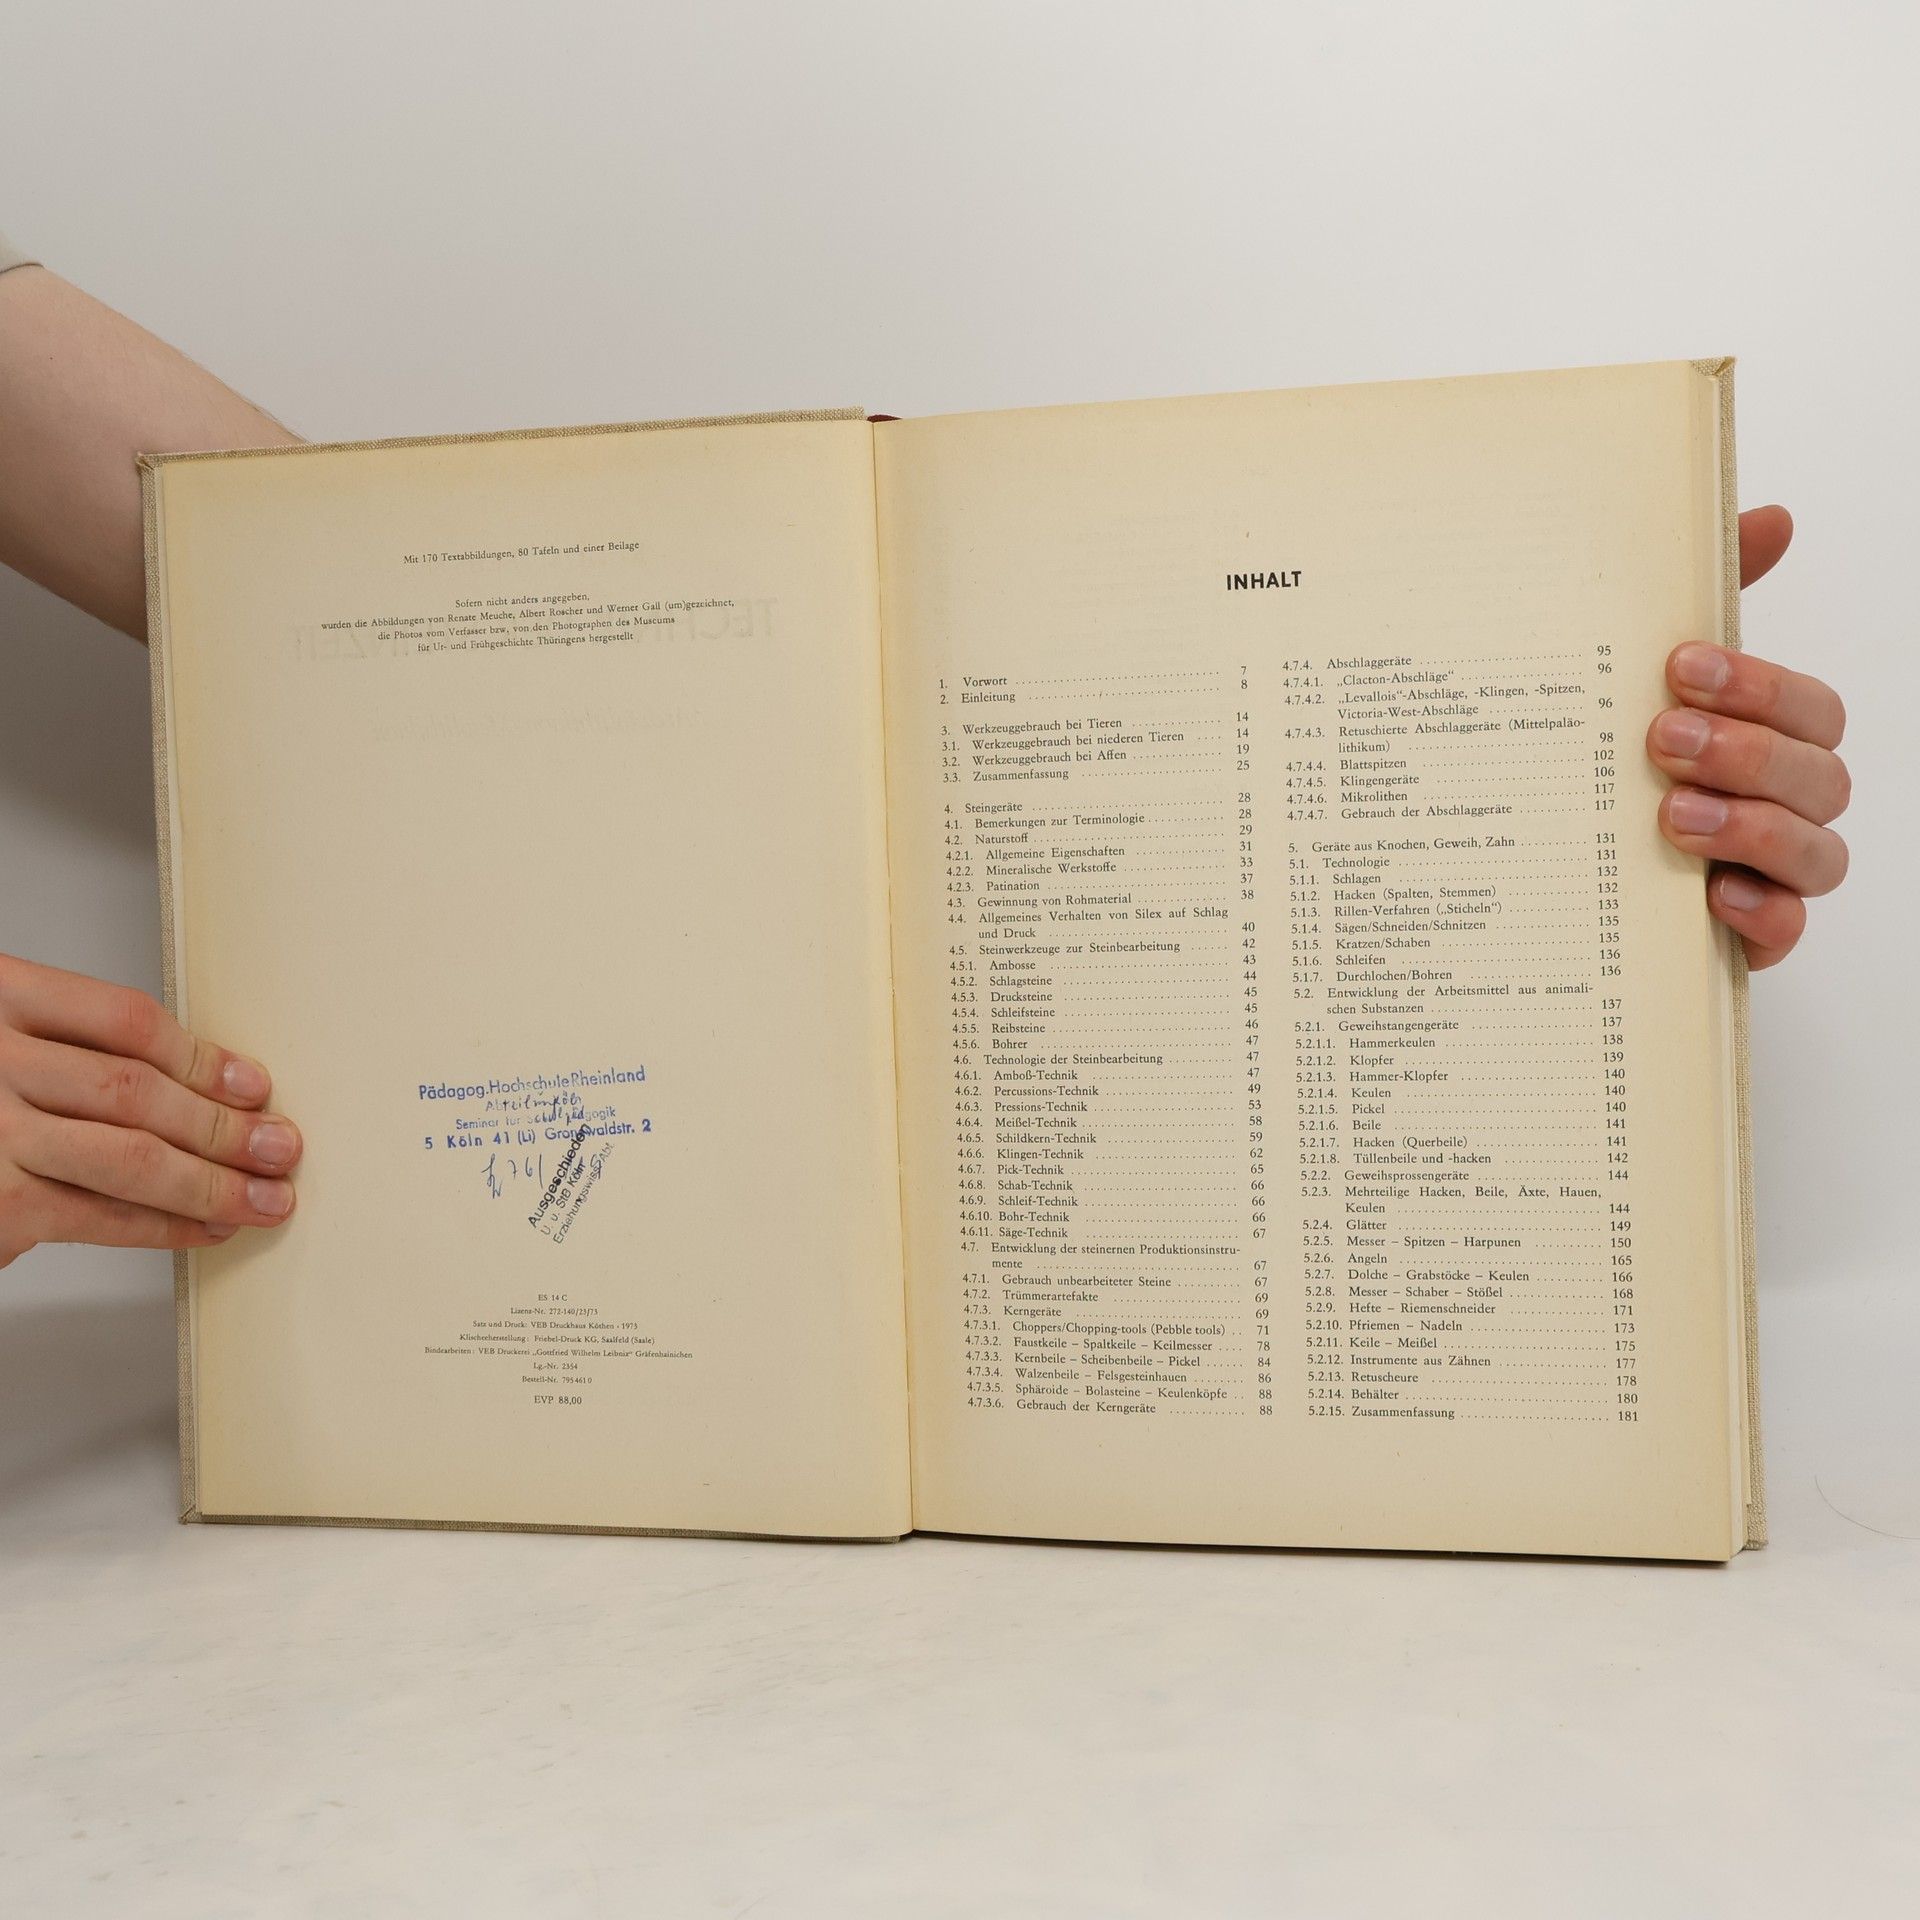 Mit 170 Textabbildungen, 80 Tafeln und einer Beilage
Sofern nicht anders angegeben,
wurden die Abbildungen von Renate Meuche, Albert Roscher und Werner Gall (um)gezeichnet,
die Photos vom Verfasser bzw. von den Photographen des Museums
für Ur- und Frühgeschichte Thüringens hergestellt
Pädagog. Hochschule Rheinland
Abteilung Köln
Seminar für Schulpädagogik
5 Köln 41 (Li) Gronewaldstr. 2
Ausgeschieden
U. u. StB Köln
Erziehungswiss. Abt.
ES 14 C
Lizenz-Nr. 272-140/23/73
Satz und Druck: VEB Druckhaus Köthen · 1973
Klischeeherstellung: Friebel-Druck KG, Saalfeld (Saale)
Bindearbeiten: VEB Druckerei „Gottfried Wilhelm Leibniz" Gräfenhainichen
Lg.-Nr. 2354
Bestell-Nr. 795 461 0
EVP 88,00
INHALT
1. Vorwort 7
2. Einleitung 8
3. Werkzeuggebrauch bei Tieren 14
3.1. Werkzeuggebrauch bei niederen Tieren 14
3.2. Werkzeuggebrauch bei Affen 19
3.3. Zusammenfassung 25
4. Steingeräte 28
4.1. Bemerkungen zur Terminologie 28
4.2. Naturstoff 29
4.2.1. Allgemeine Eigenschaften 31
4.2.2. Mineralische Werkstoffe 33
4.2.3. Patination 37
4.3. Gewinnung von Rohmaterial 38
4.4. Allgemeines Verhalten von Silex auf Schlag
und Druck 40
4.5. Steinwerkzeuge zur Steinbearbeitung 42
4.5.1. Ambosse 43
4.5.2. Schlagsteine 44
4.5.3. Drucksteine 45
4.5.4. Schleifsteine 45
4.5.5. Reibsteine 46
4.5.6. Bohrer 47
4.6. Technologie der Steinbearbeitung 47
4.6.1. Amboß-Technik 47
4.6.2. Percussions-Technik 49
4.6.3. Pressions-Technik 53
4.6.4. Meißel-Technik 58
4.6.5. Schildkern-Technik 59
4.6.6. Klingen-Technik 62
4.6.7. Pick-Technik 65
4.6.8. Schab-Technik 66
4.6.9. Schleif-Technik 66
4.6.10. Bohr-Technik 66
4.6.11. Säge-Technik 67
4.7. Entwicklung der steinernen Produktionsinstru-
mente 67
4.7.1. Gebrauch unbearbeiteter Steine 67
4.7.2. Trümmerartefakte 69
4.7.3. Kerngeräte 69
4.7.3.1. Choppers/Chopping-tools (Pebble tools) 71
4.7.3.2. Faustkeile – Spaltkeile – Keilmesser 78
4.7.3.3. Kernbeile – Scheibenbeile – Pickel 84
4.7.3.4. Walzenbeile – Felsgesteinhauen 86
4.7.3.5. Sphäroide – Bolasteine – Keulenköpfe 88
4.7.3.6. Gebrauch der Kerngeräte 88
4.7.4. Abschlaggeräte 95
4.7.4.1. „Clacton-Abschläge“ 96
4.7.4.2. „Levallois“-Abschläge, -Klingen, -Spitzen,
Victoria-West-Abschläge 96
4.7.4.3. Retuschierte Abschlaggeräte (Mittelpaläo-
lithikum) 98
4.7.4.4. Blattspitzen 102
4.7.4.5. Klingengeräte 106
4.7.4.6. Mikrolithen 117
4.7.4.7. Gebrauch der Abschlaggeräte 117
5. Geräte aus Knochen, Geweih, Zahn 131
5.1. Technologie 131
5.1.1. Schlagen 132
5.1.2. Hacken (Spalten, Stemmen) 132
5.1.3. Rillen-Verfahren („Sticheln“) 133
5.1.4. Sägen/Schneiden/Schnitzen 135
5.1.5. Kratzen/Schaben 135
5.1.6. Schleifen 136
5.1.7. Durchlochen/Bohren 136
5.2. Entwicklung der Arbeitsmittel aus animali-
schen Substanzen 137
5.2.1. Geweihstangengeräte 137
5.2.1.1. Hammerkeulen 138
5.2.1.2. Klopfer 139
5.2.1.3. Hammer-Klopfer 140
5.2.1.4. Keulen 140
5.2.1.5. Pickel 140
5.2.1.6. Beile 141
5.2.1.7. Hacken (Querbeile) 141
5.2.1.8. Tüllenbeile und -hacken 142
5.2.2. Geweihsprossengeräte 144
5.2.3. Mehrteilige Hacken, Beile, Äxte, Hauen,
Keulen 144
5.2.4. Glätter 149
5.2.5. Messer – Spitzen – Harpunen 150
5.2.6. Angeln 165
5.2.7. Dolche – Grabstöcke – Keulen 166
5.2.8. Messer – Schaber – Stößel 168
5.2.9. Hefte – Riemenschneider 171
5.2.10. Pfriemen – Nadeln 173
5.2.11. Keile – Meißel 175
5.2.12. Instrumente aus Zähnen 177
5.2.13. Retuscheure 178
5.2.14. Behälter 180
5.2.15. Zusammenfassung 181